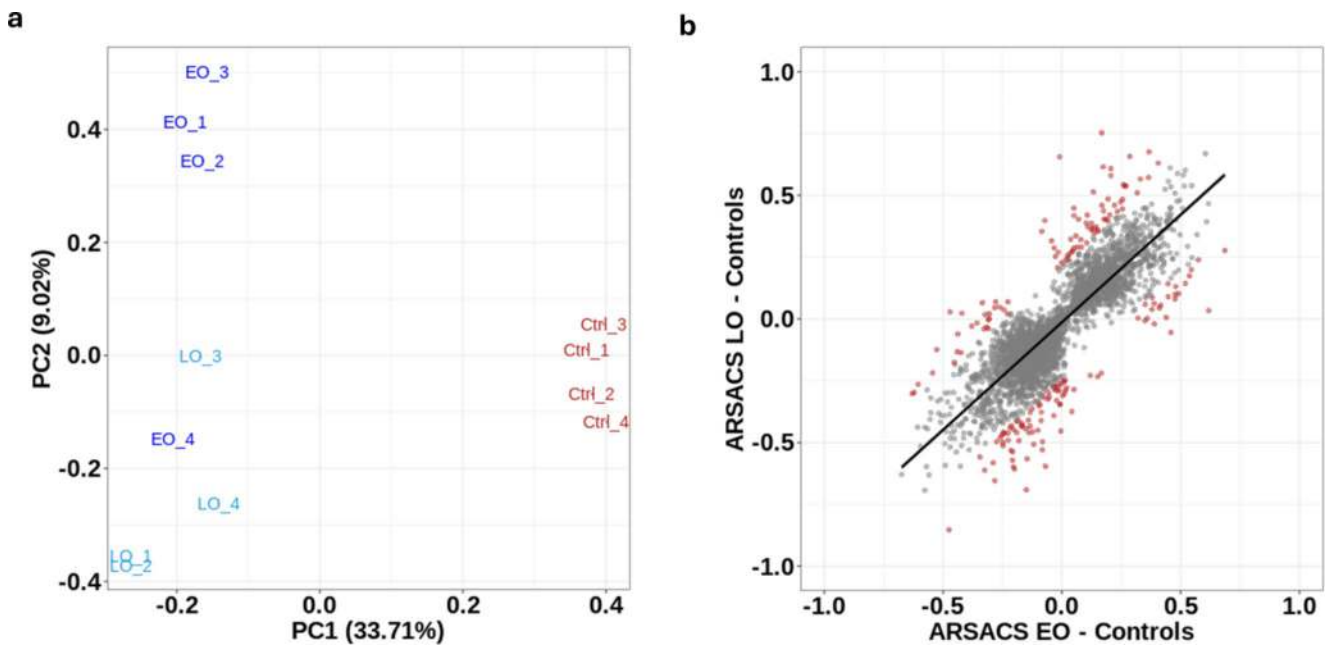 a
EO_3
EO_1
EO_2
LO_3
EO_4
LO_4
LO_1
LO_2
Ctrl_3
Ctrl_1
Ctrl_2
Ctrl_4
0.4
0.2
0.0
-0.2
-0.4
PC2 (9.02%)
-0.2 0.0 0.2 0.4
PC1 (33.71%)
b
1.0
0.5
0.0
-0.5
-1.0
ARSACS LO - Controls
-1.0 -0.5 0.0 0.5 1.0
ARSACS EO - Controls